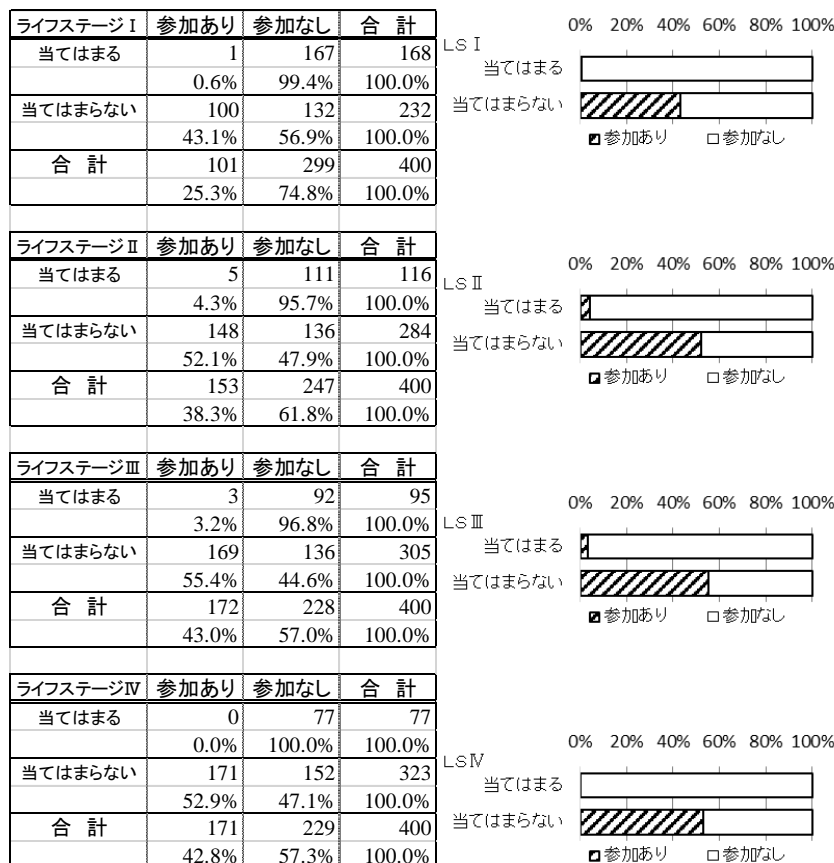 ライフステージⅠ 参加あり 参加なし 合 計
当てはまる 1 167 168
0.6% 99.4% 100.0%
当てはまらない 100 132 232
43.1% 56.9% 100.0%
合 計 101 299 400
25.3% 74.8% 100.0%
0% 20% 40% 60% 80% 100%
LSⅠ
当てはまる
当てはまらない
参加あり 参加なし
ライフステージⅡ 参加あり 参加なし 合 計
当てはまる 5 111 116
4.3% 95.7% 100.0%
当てはまらない 148 136 284
52.1% 47.9% 100.0%
合 計 153 247 400
38.3% 61.8% 100.0%
0% 20% 40% 60% 80% 100%
LSⅡ
当てはまる
当てはまらない
参加あり 参加なし
ライフステージⅢ 参加あり 参加なし 合 計
当てはまる 3 92 95
3.2% 96.8% 100.0%
当てはまらない 169 136 305
55.4% 44.6% 100.0%
合 計 172 228 400
43.0% 57.0% 100.0%
0% 20% 40% 60% 80% 100%
LSⅢ
当てはまる
当てはまらない
参加あり 参加なし
ライフステージⅣ 参加あり 参加なし 合 計
当てはまる 0 77 77
0.0% 100.0% 100.0%
当てはまらない 171 152 323
52.9% 47.1% 100.0%
合 計 171 229 400
42.8% 57.3% 100.0%
0% 20% 40% 60% 80% 100%
LSⅣ
当てはまる
当てはまらない
参加あり 参加なし